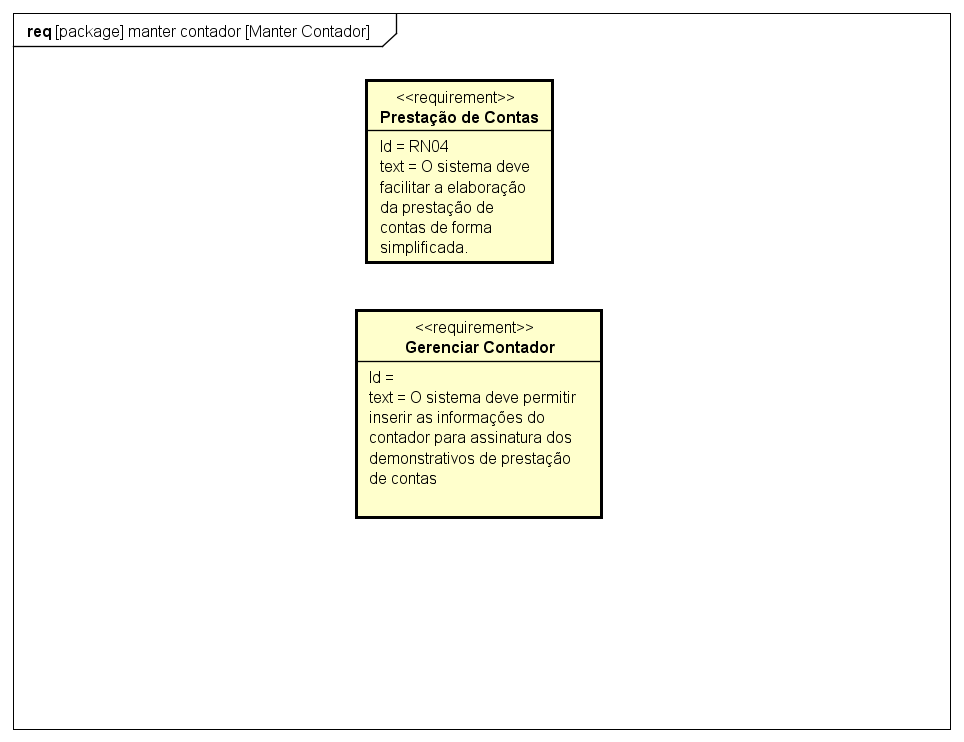 req [package] manter contador [Manter Contador]
<<requirement>>
Prestação de Contas
Id = RN04
text = O sistema deve
facilitar a elaboração
da prestação de
contas de forma
simplificada.
<<requirement>>
Gerenciar Contador
Id =
text = O sistema deve permitir
inserir as informações do
contador para assinatura dos
demonstrativos de prestação
de contas